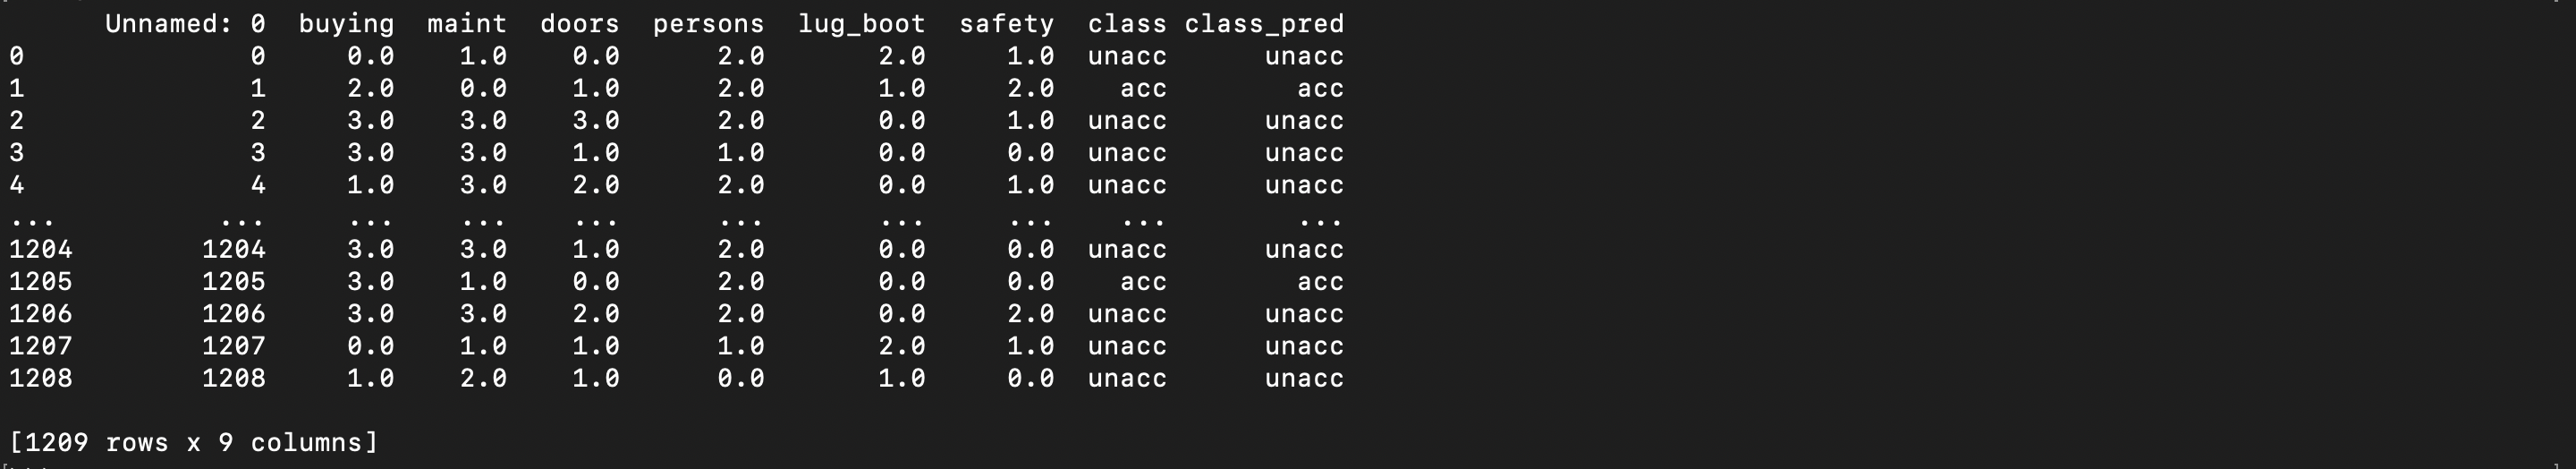 Unnamed: 0 buying maint doors persons lug_boot safety class class_pred
0 0 0.0 1.0 0.0 2.0 2.0 1.0 unacc unacc
1 1 2.0 0.0 1.0 2.0 1.0 2.0 acc acc
2 2 3.0 3.0 3.0 2.0 0.0 1.0 unacc unacc
3 3 3.0 3.0 1.0 1.0 0.0 0.0 unacc unacc
4 4 1.0 3.0 2.0 2.0 0.0 1.0 unacc unacc
... ... ... ... ... ... ... ... ... ...
1204 1204 3.0 3.0 1.0 2.0 0.0 0.0 unacc unacc
1205 1205 3.0 1.0 0.0 2.0 0.0 0.0 acc acc
1206 1206 3.0 3.0 2.0 2.0 0.0 2.0 unacc unacc
1207 1207 0.0 1.0 1.0 1.0 2.0 1.0 unacc unacc
1208 1208 1.0 2.0 1.0 0.0 1.0 0.0 unacc unacc
[1209 rows x 9 columns]